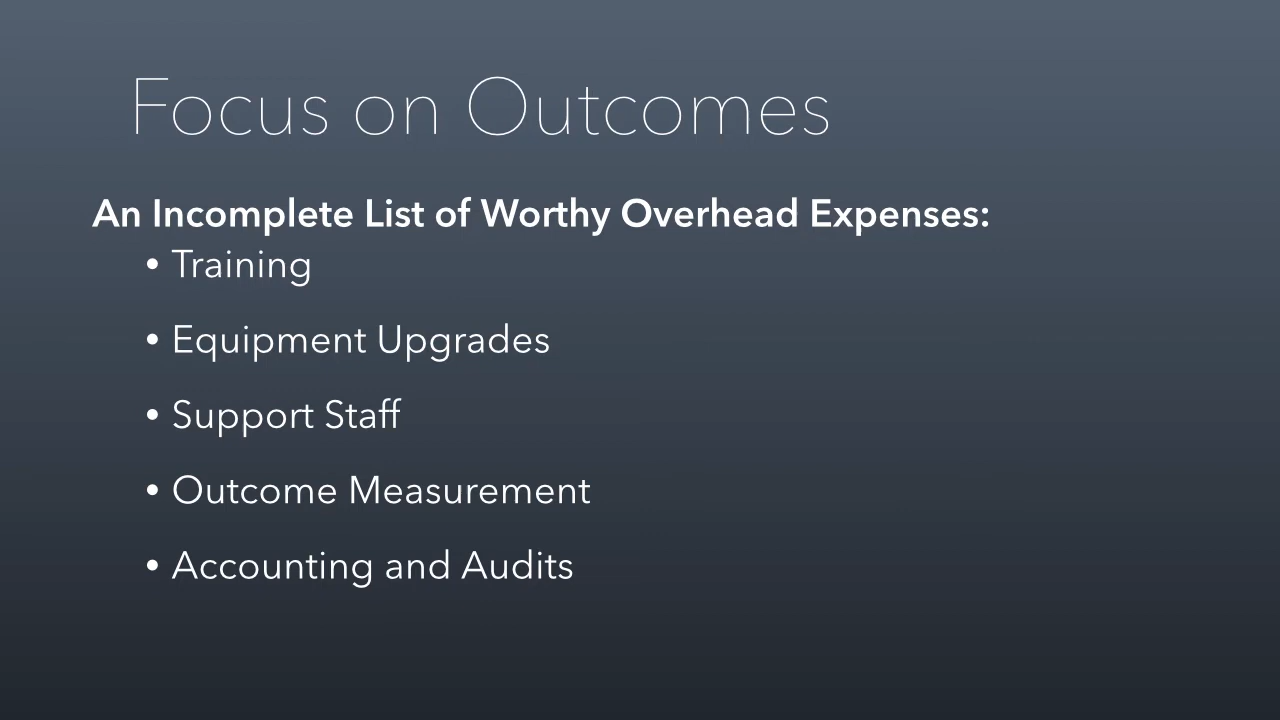 Focus on Outcomes
An Incomplete List of Worthy Overhead Expenses:
• Training
• Equipment Upgrades
• Support Staff
• Outcome Measurement
• Accounting and Audits